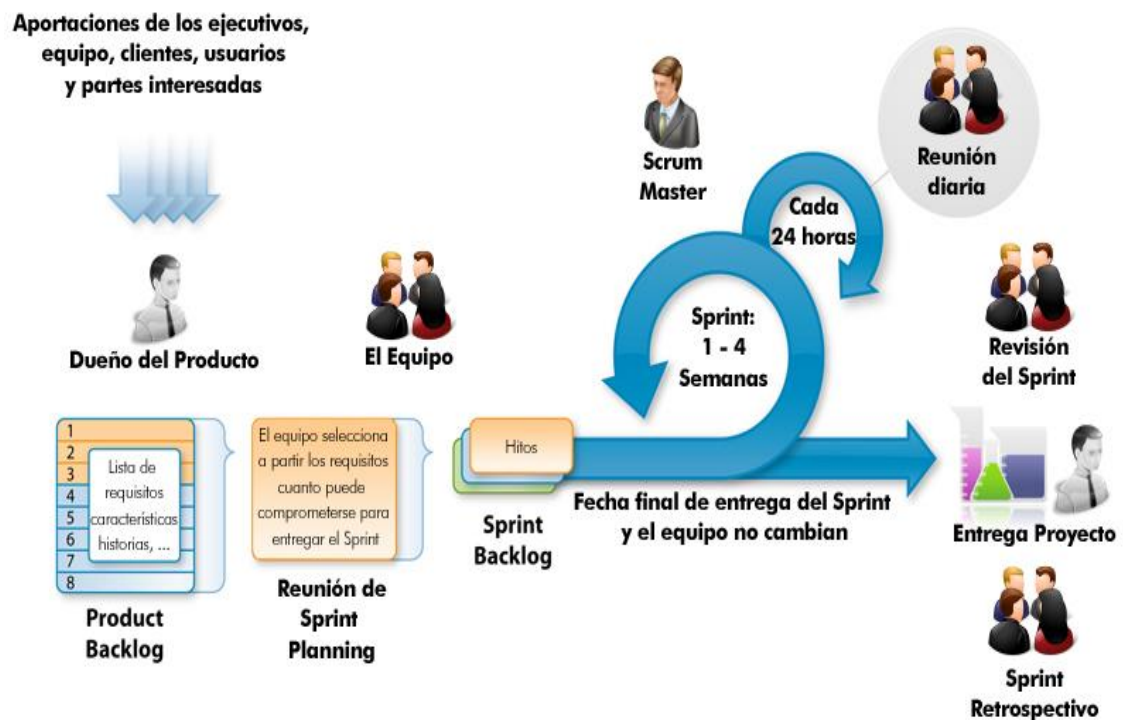 Aportaciones de los ejecutivos,
equipo, clientes, usuarios
y partes interesadas
Dueño del Producto
El Equipo
Scrum
Master
Cada
24 horas
Reunión
diaria
Sprint:
1 - 4
Semanas
Revisión
del Sprint
1
2
3
4
5
6
7
8
Lista de
requisitos
características
historias, ...
Product
Backlog
El equipo selecciona
a partir los requisitos
cuanto puede
comprometerse para
entregar el Sprint
Reunión de
Sprint
Planning
Hitos
Sprint
Backlog
Fecha final de entrega del Sprint
y el equipo no cambian
Entrega Proyecto
Sprint
Retrospectivo